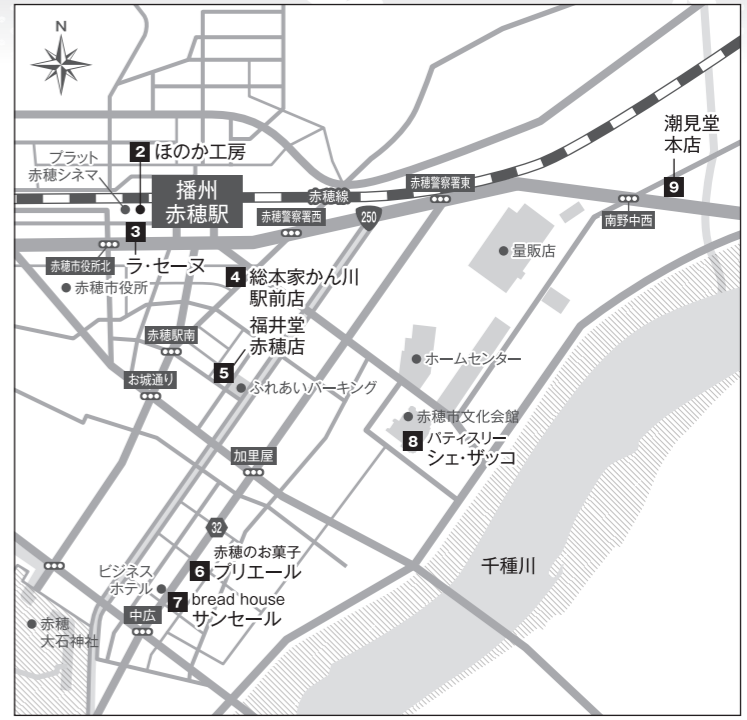 N
プラット
赤穂シネマ
2 ほのか工房
播州
赤穂駅
赤穂線
赤穂警察署東
潮見堂
本店
9
南野中西
赤穂警察署西
250
3
ラ・セーヌ
赤穂市役所北
赤穂市役所
量販店
4 総本家かん川
駅前店
福井堂
赤穂店
5
赤穂駅南
お城通り
ふれあいパーキング
ホームセンター
赤穂市文化会館
8 パティスリー
シェ・ザッコ
加里屋
32
赤穂のお菓子
6 プリエール
ビジネス
ホテル
7 bread house
サンセール
中広
赤穂
大石神社
千種川